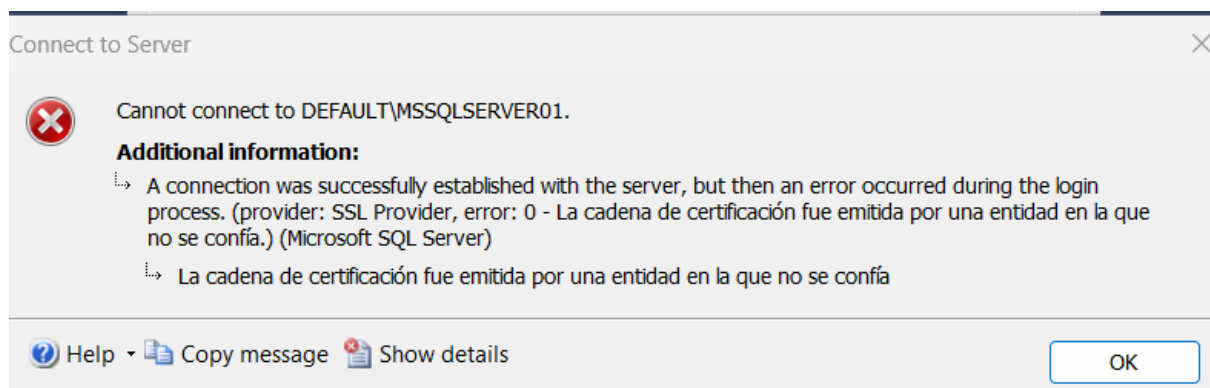 Connect to Server
Cannot connect to DEFAULT\MSSQLSERVER01.
Additional information:
A connection was successfully established with the server, but then an error occurred during the login
process. (provider: SSL Provider, error: 0 - La cadena de certificación fue emitida por una entidad en la que
no se confía.) (Microsoft SQL Server)
La cadena de certificación fue emitida por una entidad en la que no se confía
Help Copy message Show details OK